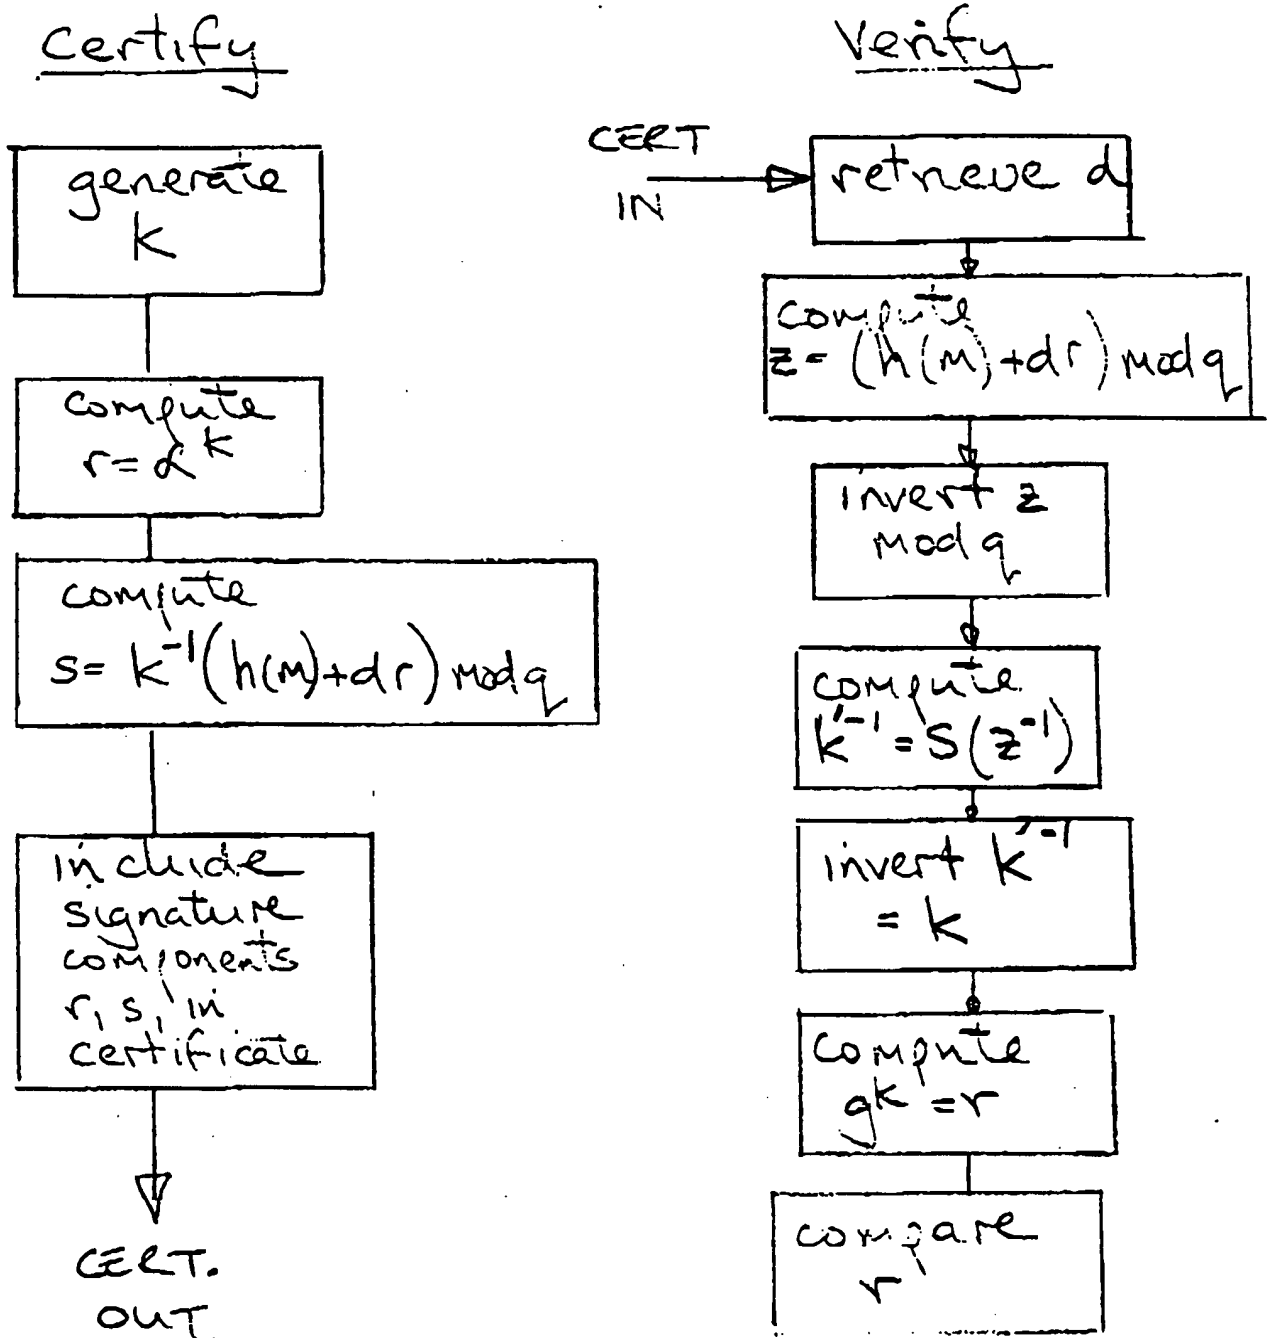 Certify
generate
k
compute
r = α^k
compute
s = k^-1 (h(m)+dr) mod q
include
signature
components
r, s, in
certificate
CERT.
OUT
Verify
CERT
IN
retrieve d
compute
z = (h(m)+dr) mod q
invert z
mod q
compute
k'^-1 = s(z^-1)
invert k'^-1
= k
compute
g^k = r
compare
r'